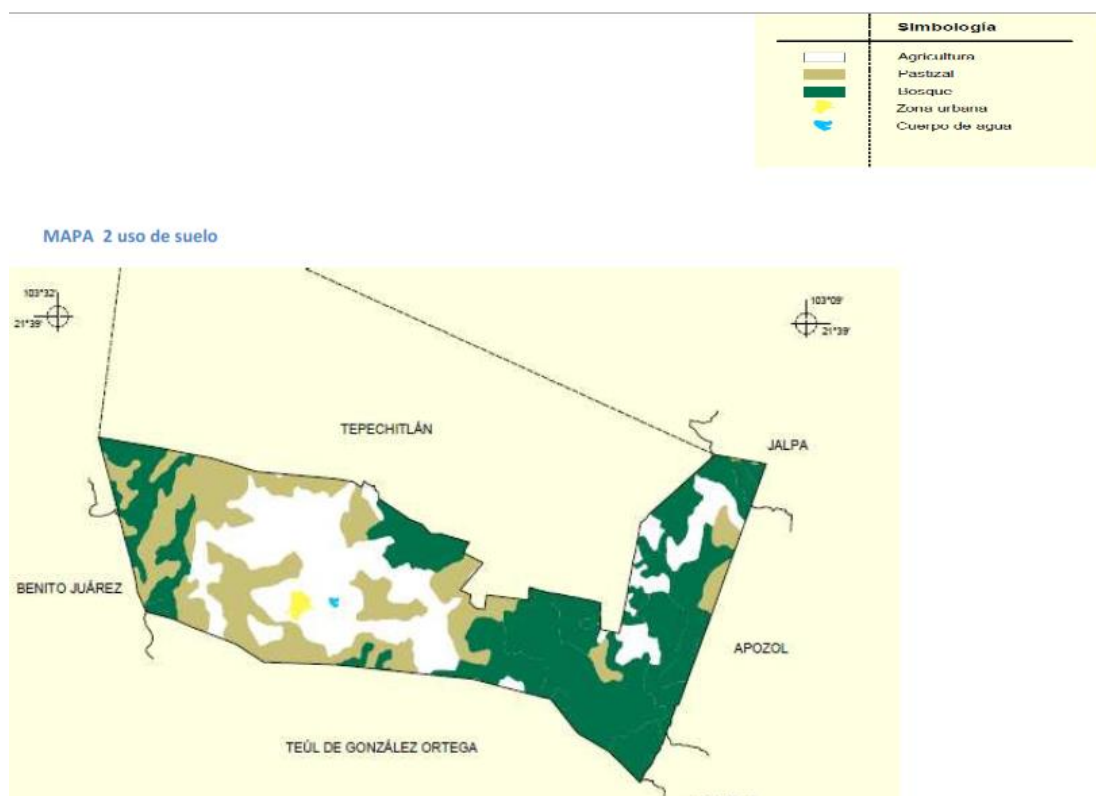 Simbología
Agricultura
Pastizal
Bosque
Zona urbana
Cuerpo de agua
MAPA 2 uso de suelo
103°32'
21°39'
103°09'
21°39'
TEPECHITLÁN
JALPA
BENITO JUÁREZ
APOZOL
TEÚL DE GONZÁLEZ ORTEGA